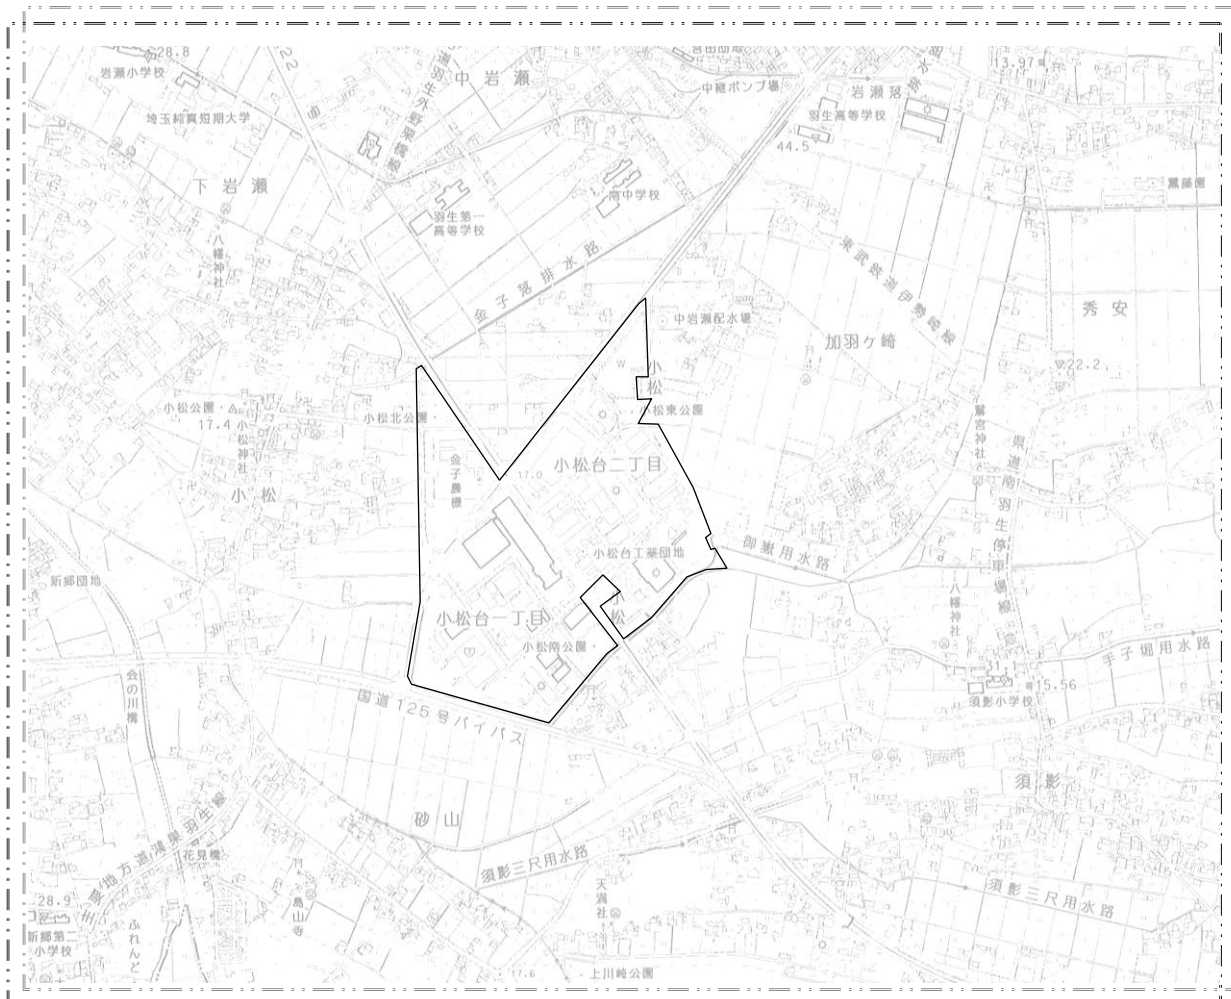 28.8
岩瀬小学校
埼玉純真短期大学
122
中岩瀬
中継ポンプ場
岩瀬落排水路
羽生高等学校
44.5
13.97
下岩瀬
八幡神社
羽生第一
高等学校
南中学校
鷲藤園
金子落排水路
東武鉄道伊勢崎線
中岩瀬配水場
加羽ヶ崎
秀安
22.2
W
小松
小松公園
17.4
小松神社
小松
小松北公園
小松東公園
金子農機
17.0
小松台二丁目
鷲宮神社
県道南羽生停車場線
小松台工業団地
御嶽用水路
新郷団地
小松台一丁目
小松
小松南公園
八幡神社
手子堀用水路
会の川橋
国道125号バイパス
15.56
須影小学校
砂山
須影
花見橋
須影三尺用水路
須影三尺用水路
天満社
島山寺
28.9
新郷第二
小学校
ふれんど
17.6
上川崎公園